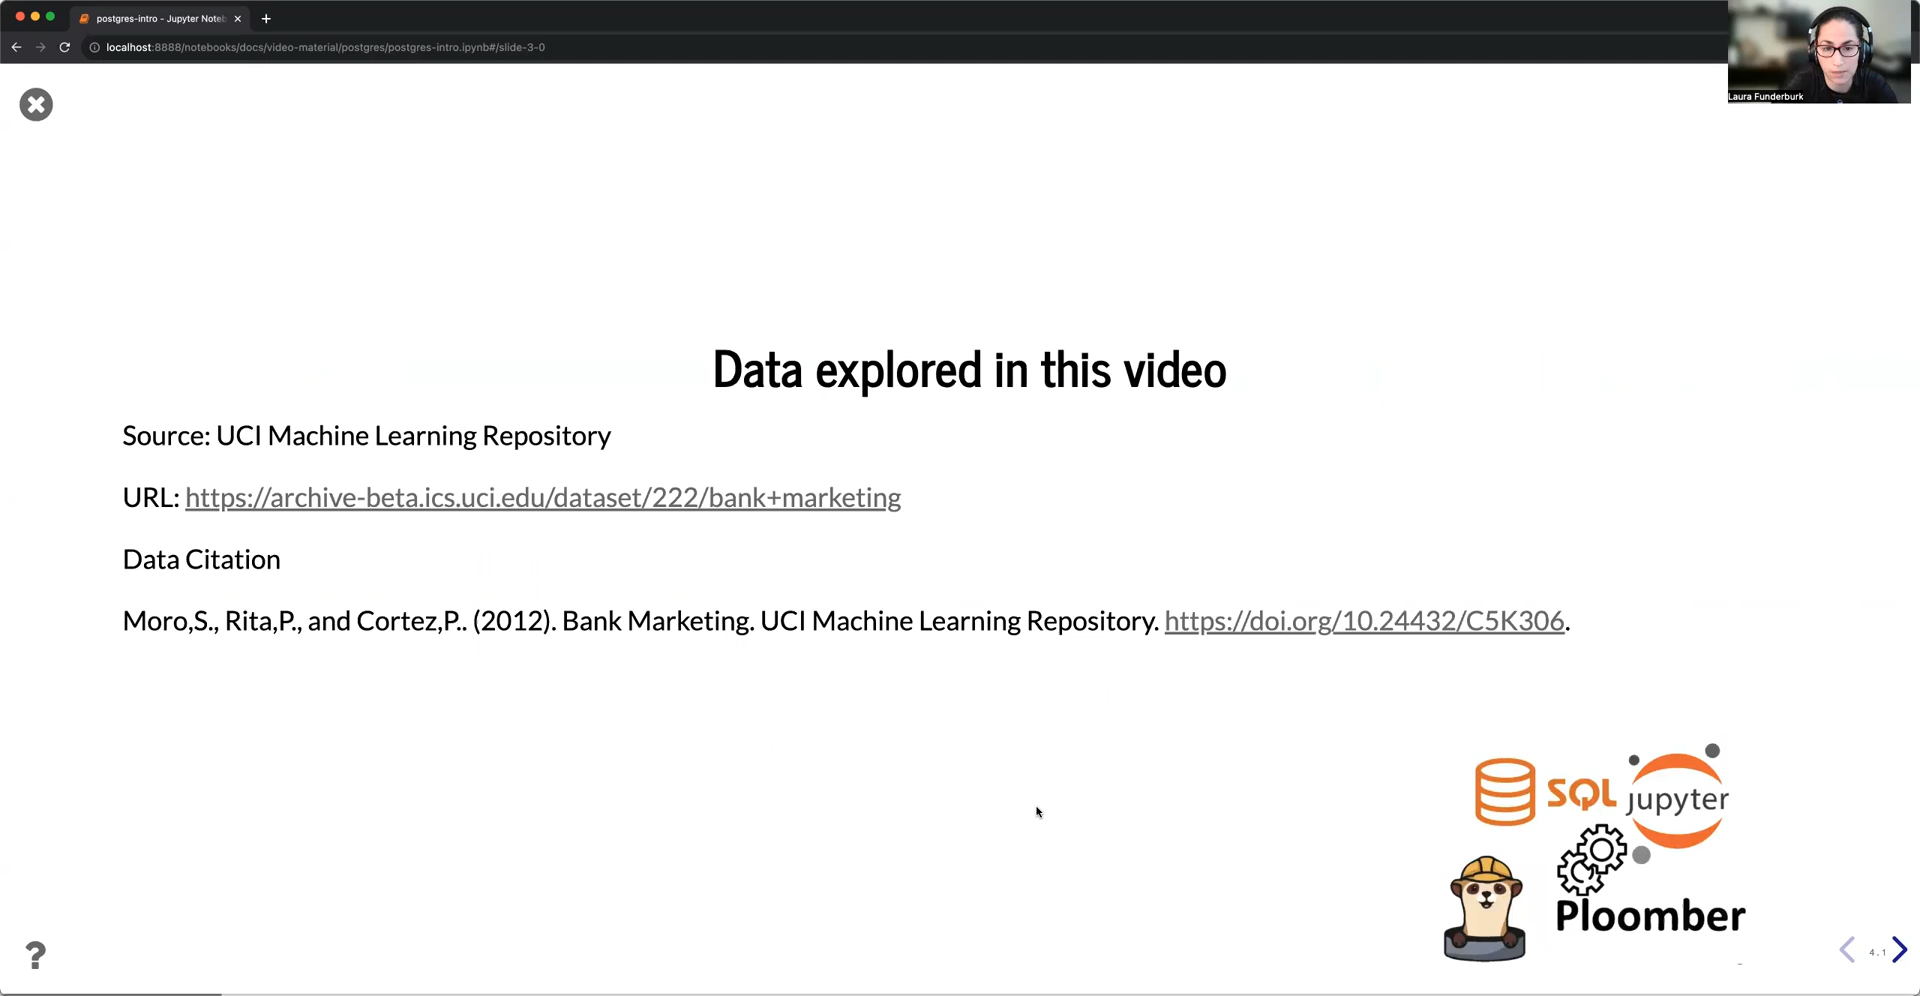 postgres-intro - Jupyter Noteb
localhost:8888/notebooks/docs/video-material/postgres/postgres-intro.ipynb#/slide-3-0
Laura Funderburk
Data explored in this video
Source: UCI Machine Learning Repository
URL: https://archive-beta.ics.uci.edu/dataset/222/bank+marketing
Data Citation
Moro,S., Rita,P., and Cortez,P.. (2012). Bank Marketing. UCI Machine Learning Repository. https://doi.org/10.24432/C5K306.
SQL jupyter
Ploomber
?
4.1